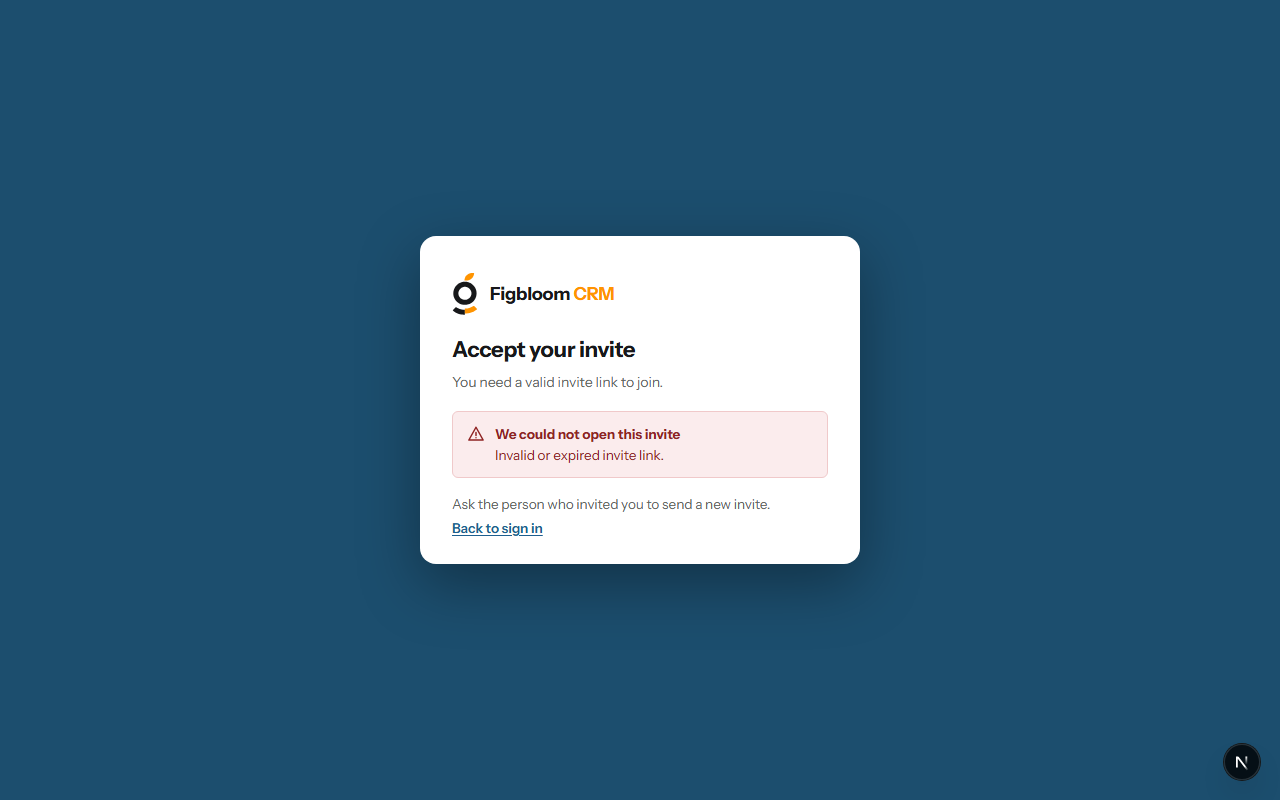 Figbloom CRM
Accept your invite
You need a valid invite link to join.
We could not open this invite
Invalid or expired invite link.
Ask the person who invited you to send a new invite.
Back to sign in
N